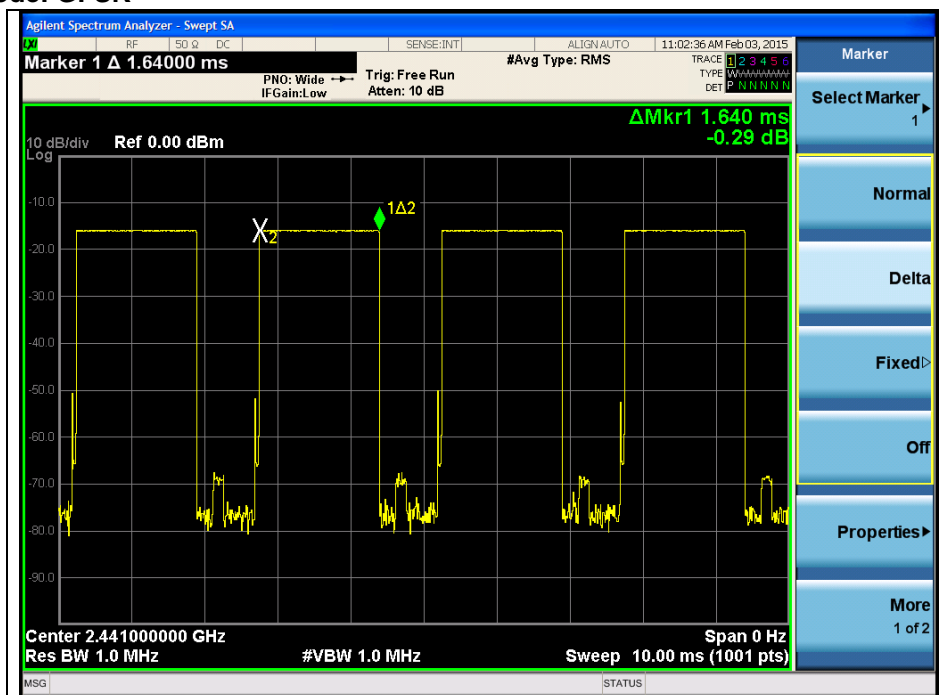 Agilent Spectrum Analyzer - Swept SA
LXI RF 50 Ω DC SENSE:INT ALIGN AUTO 11:02:36 AM Feb 03, 2015
Marker 1 Δ 1.64000 ms
PNO: Wide
IFGain:Low
Trig: Free Run
Atten: 10 dB
#Avg Type: RMS
TRACE 1 2 3 4 5 6
TYPE WWWWWW
DET P N N N N N
ΔMkr1 1.640 ms
-0.29 dB
10 dB/div Ref 0.00 dBm
Log
-10.0
-20.0
-30.0
-40.0
-50.0
-60.0
-70.0
-80.0
-90.0
X2
1Δ2
Center 2.441000000 GHz Span 0 Hz
Res BW 1.0 MHz #VBW 1.0 MHz Sweep 10.00 ms (1001 pts)
MSG STATUS
Marker
Select Marker
1
Normal
Delta
Fixed
Off
Properties
More
1 of 2